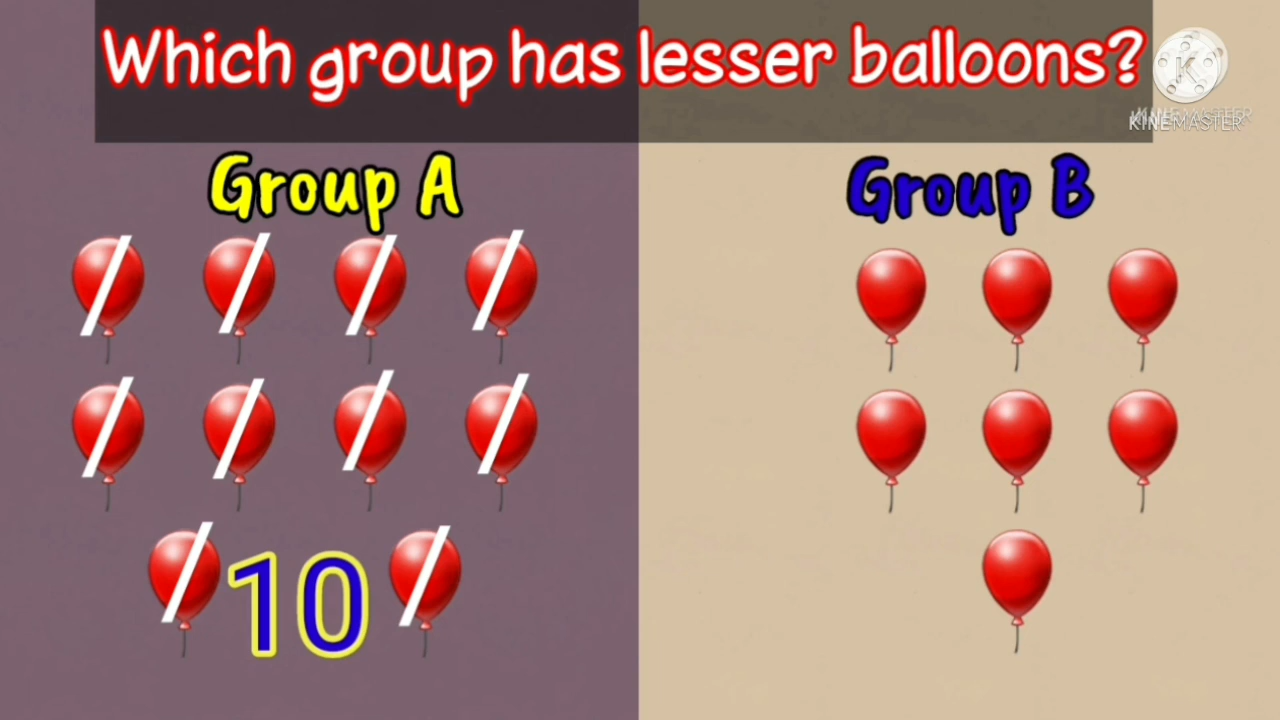 Which group has lesser balloons?
K
KINEMASTER
Group A
Group B
10